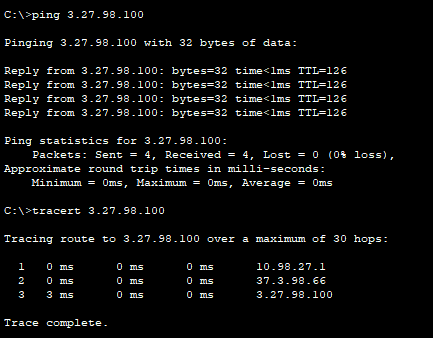 C:\>ping 3.27.98.100
Pinging 3.27.98.100 with 32 bytes of data:
Reply from 3.27.98.100: bytes=32 time<1ms TTL=126
Reply from 3.27.98.100: bytes=32 time<1ms TTL=126
Reply from 3.27.98.100: bytes=32 time<1ms TTL=126
Reply from 3.27.98.100: bytes=32 time<1ms TTL=126
Ping statistics for 3.27.98.100:
    Packets: Sent = 4, Received = 4, Lost = 0 (0% loss),
Approximate round trip times in milli-seconds:
    Minimum = 0ms, Maximum = 0ms, Average = 0ms
C:\>tracert 3.27.98.100
Tracing route to 3.27.98.100 over a maximum of 30 hops:
  1   0 ms      0 ms      0 ms      10.98.27.1
  2   0 ms      0 ms      0 ms      37.3.98.66
  3   3 ms      0 ms      0 ms      3.27.98.100
Trace complete.